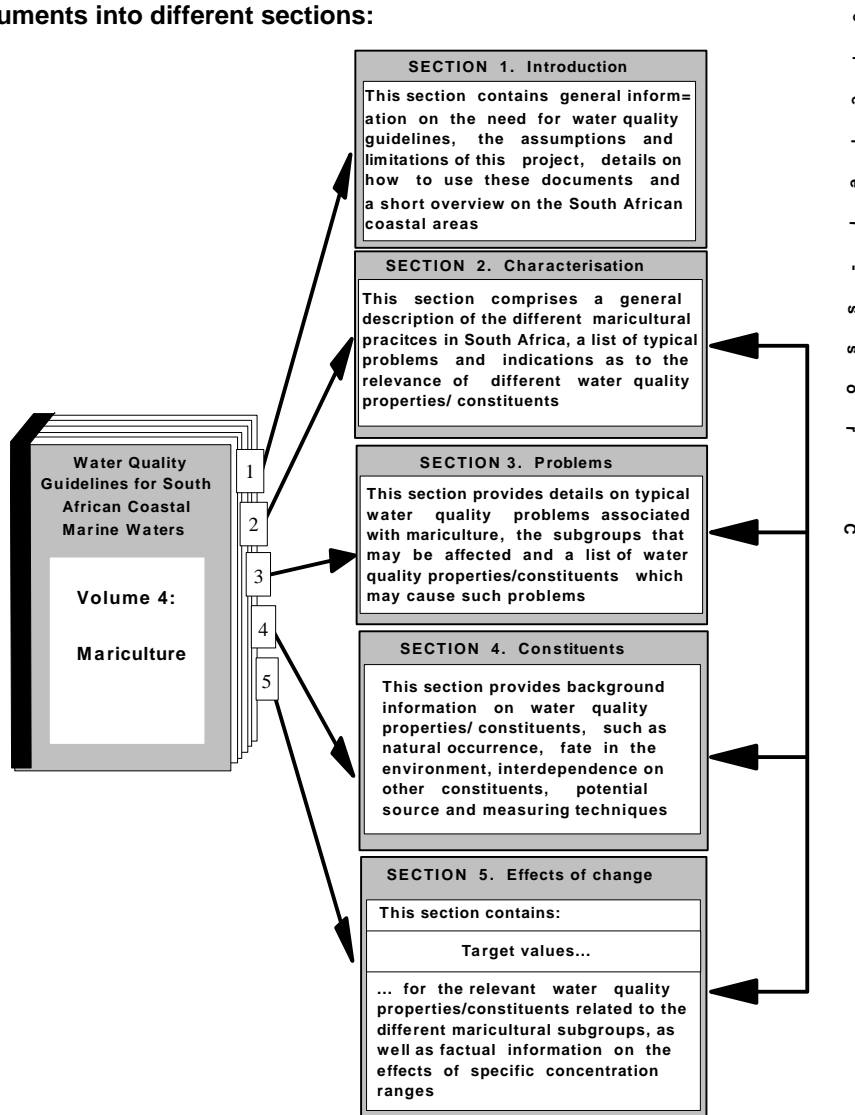 uments into different sections:
SECTION 1. Introduction
This section contains general inform=
ation on the need for water quality
guidelines, the assumptions and
limitations of this project, details on
how to use these documents and
a short overview on the South African
coastal areas
SECTION 2. Characterisation
This section comprises a general
description of the different maricultural
pracitces in South Africa, a list of typical
problems and indications as to the
relevance of different water quality
properties/ constituents
SECTION 3. Problems
This section provides details on typical
water quality problems associated
with mariculture, the subgroups that
may be affected and a list of water
quality properties/constituents which
may cause such problems
SECTION 4. Constituents
This section provides background
information on water quality
properties/ constituents, such as
natural occurrence, fate in the
environment, interdependence on
other constituents, potential
source and measuring techniques
SECTION 5. Effects of change
This section contains:
Target values...
... for the relevant water quality
properties/constituents related to the
different maricultural subgroups, as
well as factual information on the
effects of specific concentration
ranges
Water Quality
Guidelines for South
African Coastal
Marine Waters
Volume 4:
Mariculture
1
2
3
4
5
C r o s s - r e f e r